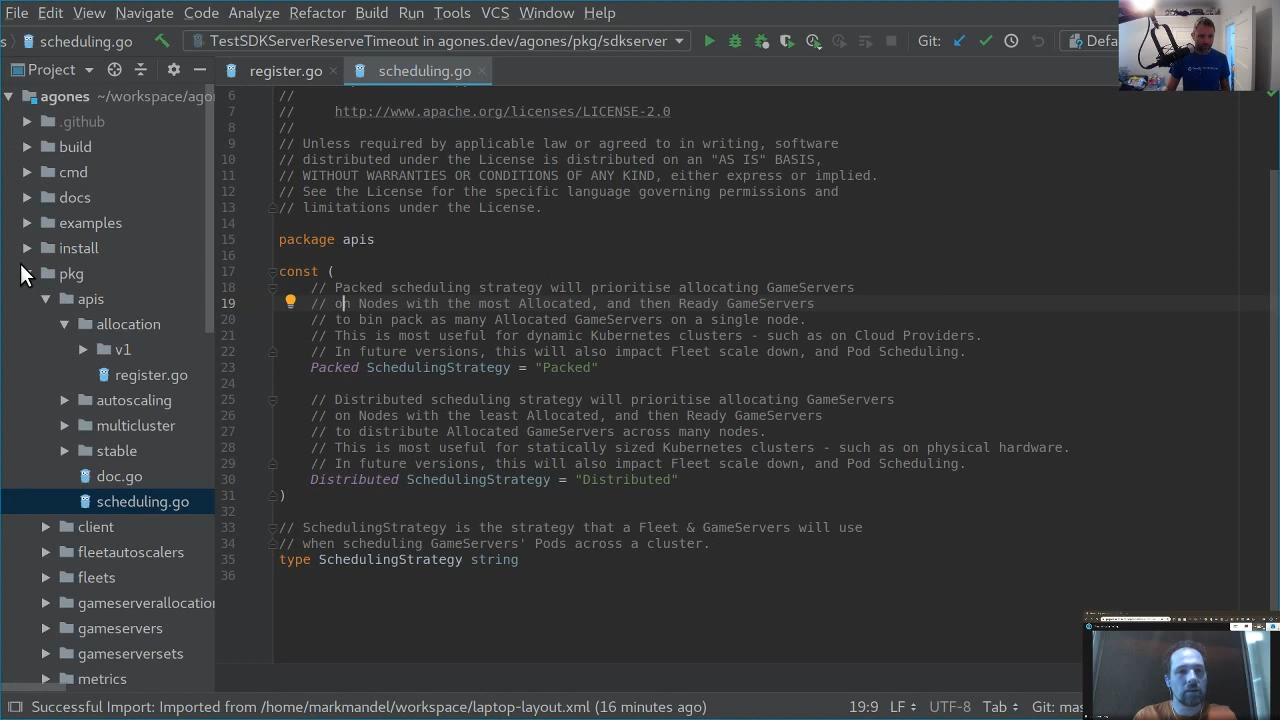 File Edit View Navigate Code Analyze Refactor Build Run Tools VCS Window Help
s scheduling.go TestSDKServerReserveTimeout in agones.dev/agones/pkg/sdkserver Git: Defa
Project register.go scheduling.go
agones ~/workspace/ago
.github
build
cmd
docs
examples
install
pkg
apis
allocation
v1
register.go
autoscaling
multicluster
stable
doc.go
scheduling.go
client
fleetautoscalers
fleets
gameserverallocation
gameservers
gameserversets
metrics
6 //
7 // http://www.apache.org/licenses/LICENSE-2.0
8 //
9 // Unless required by applicable law or agreed to in writing, software
10 // distributed under the License is distributed on an "AS IS" BASIS,
11 // WITHOUT WARRANTIES OR CONDITIONS OF ANY KIND, either express or implied.
12 // See the License for the specific language governing permissions and
13 // limitations under the License.
14
15 package apis
16
17 const (
18 // Packed scheduling strategy will prioritise allocating GameServers
19 // on Nodes with the most Allocated, and then Ready GameServers
20 // to bin pack as many Allocated GameServers on a single node.
21 // This is most useful for dynamic Kubernetes clusters - such as on Cloud Providers.
22 // In future versions, this will also impact Fleet scale down, and Pod Scheduling.
23 Packed SchedulingStrategy = "Packed"
24
25 // Distributed scheduling strategy will prioritise allocating GameServers
26 // on Nodes with the least Allocated, and then Ready GameServers
27 // to distribute Allocated GameServers across many nodes.
28 // This is most useful for statically sized Kubernetes clusters - such as on physical hardware.
29 // In future versions, this will also impact Fleet scale down, and Pod Scheduling.
30 Distributed SchedulingStrategy = "Distributed"
31 )
32
33 // SchedulingStrategy is the strategy that a Fleet & GameServers will use
34 // when scheduling GameServers' Pods across a cluster.
35 type SchedulingStrategy string
36
Successful Import: Imported from /home/markmandel/workspace/laptop-layout.xml (16 minutes ago) 19:9 LF UTF-8 Tab Git: mas